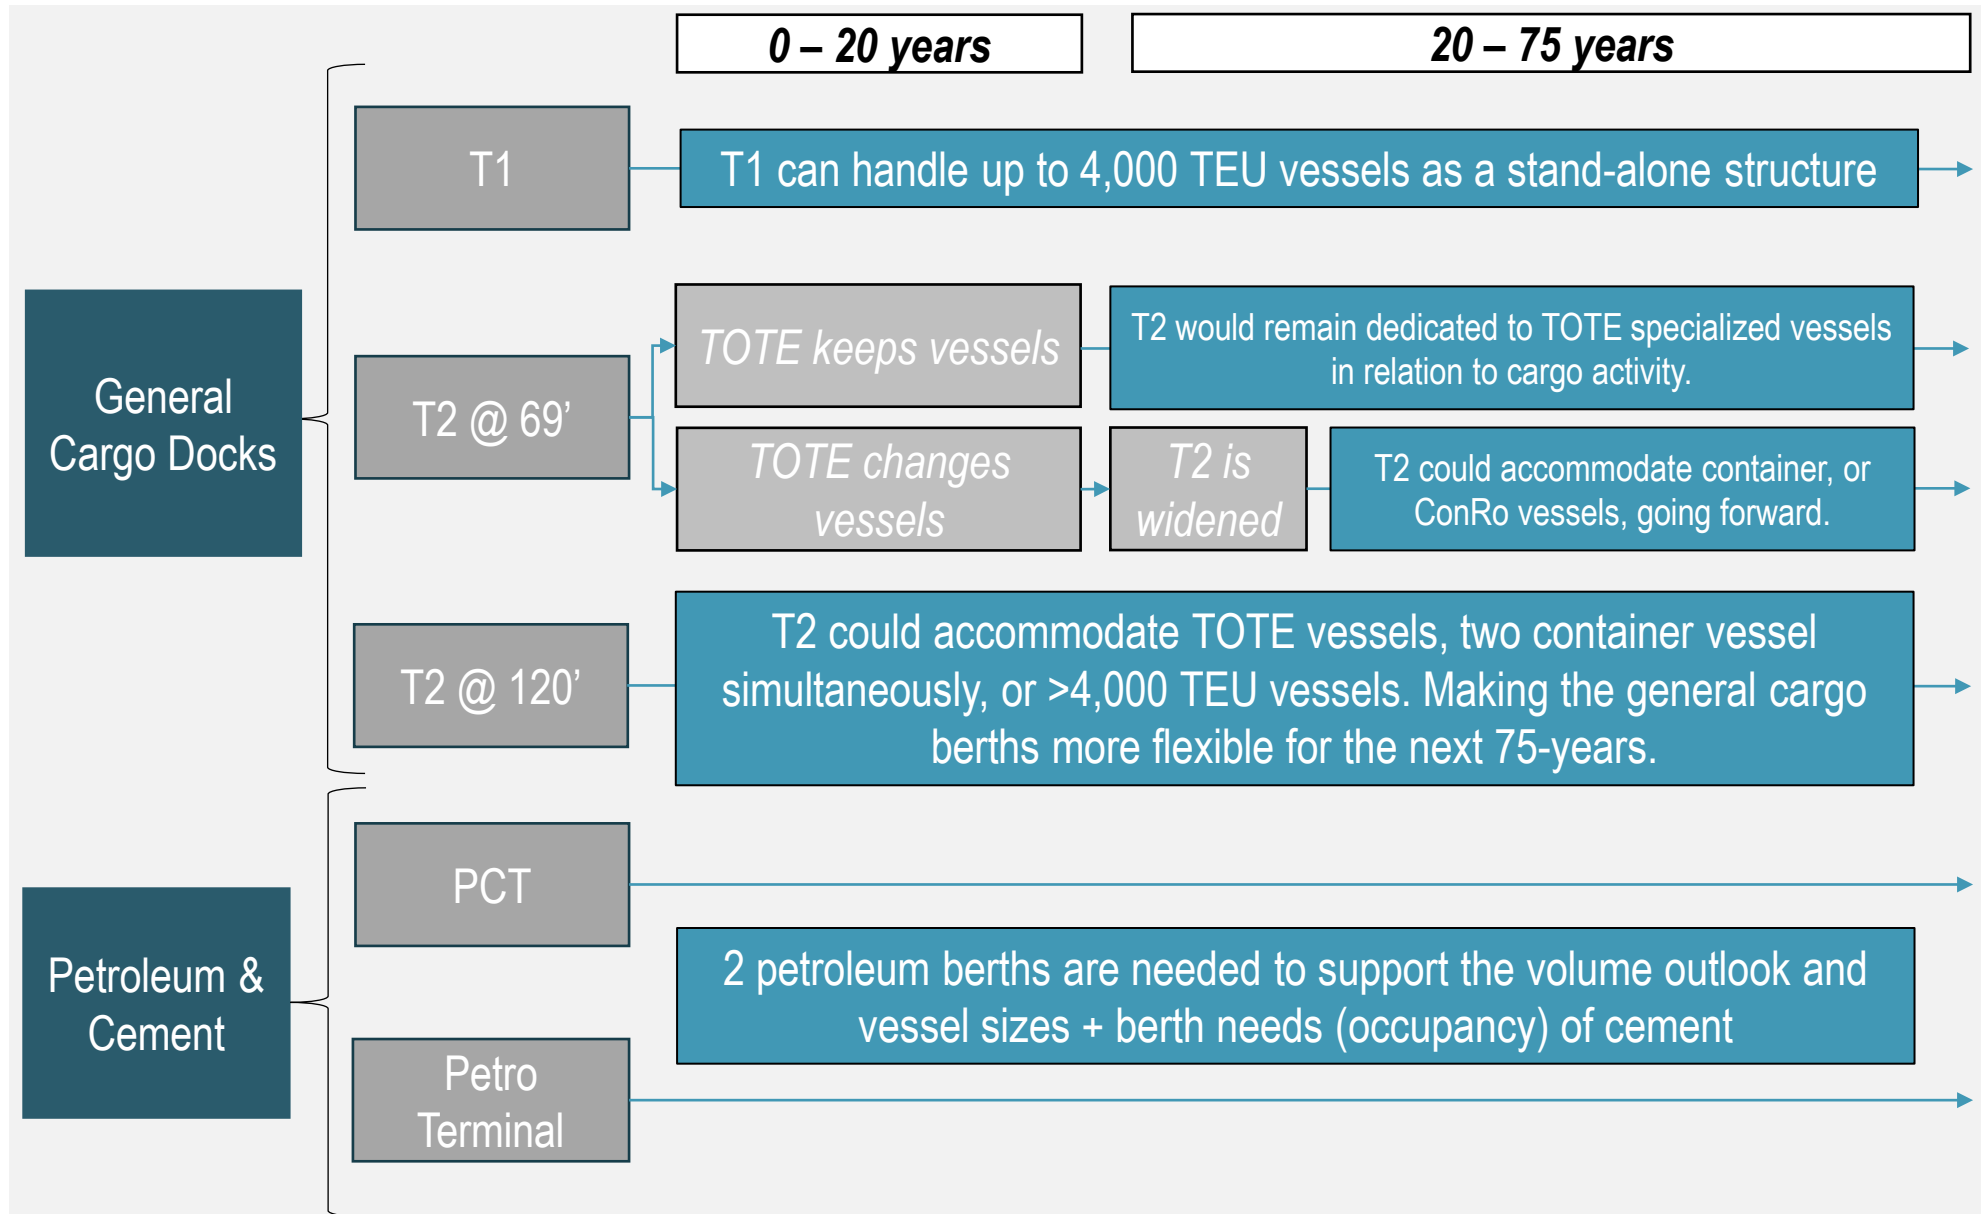 0 – 20 years
20 – 75 years
T1
T1 can handle up to 4,000 TEU vessels as a stand-alone structure
General
Cargo Docks
T2 @ 69’
TOTE keeps vessels
T2 would remain dedicated to TOTE specialized vessels
in relation to cargo activity.
TOTE changes
vessels
T2 is
widened
T2 could accommodate container, or
ConRo vessels, going forward.
T2 @ 120’
T2 could accommodate TOTE vessels, two container vessel
simultaneously, or >4,000 TEU vessels. Making the general cargo
berths more flexible for the next 75-years.
Petroleum &
Cement
PCT
2 petroleum berths are needed to support the volume outlook and
vessel sizes + berth needs (occupancy) of cement
Petro
Terminal